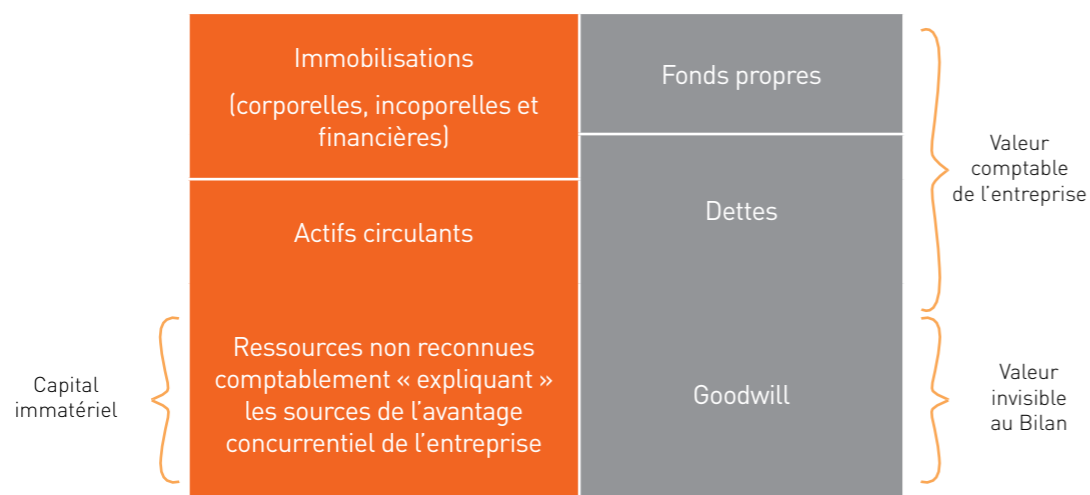 Immobilisations
(corporelles, incoporelles et
financières)
Fonds propres
Valeur
comptable
de l'entreprise
Dettes
Actifs circulants
Capital
immatériel
Ressources non reconnues
comptablement « expliquant »
les sources de l'avantage
concurrentiel de l'entreprise
Goodwill
Valeur
invisible
au Bilan